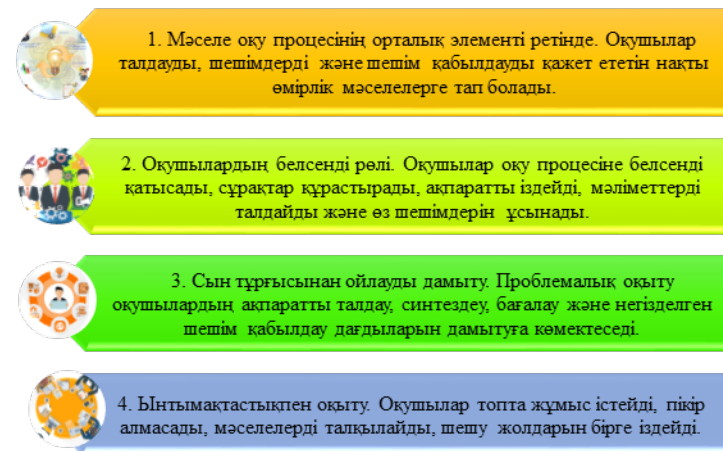 1. Мәселе оқу процесінің орталық элементі ретінде. Оқушылар
талдауды, шешімдерді және шешім қабылдауды қажет ететін нақты
өмірлік мәселелерге тап болады.
2. Оқушылардың белсенді рөлі. Оқушылар оқу процесіне белсенді
қатысады, сұрақтар құрастырады, ақпаратты іздейді, мәліметтерді
талдайды және өз шешімдерін ұсынады.
3. Сын тұрғысынан ойлауды дамыту. Проблемалық оқыту
оқушылардың ақпаратты талдау, синтездеу, бағалау және негізделген
шешім қабылдау дағдыларын дамытуға көмектеседі.
4. Ынтымақтастықпен оқыту. Оқушылар топта жұмыс істейді, пікір
алмасады, мәселелерді талқылайды, шешу жолдарын бірге іздейді.